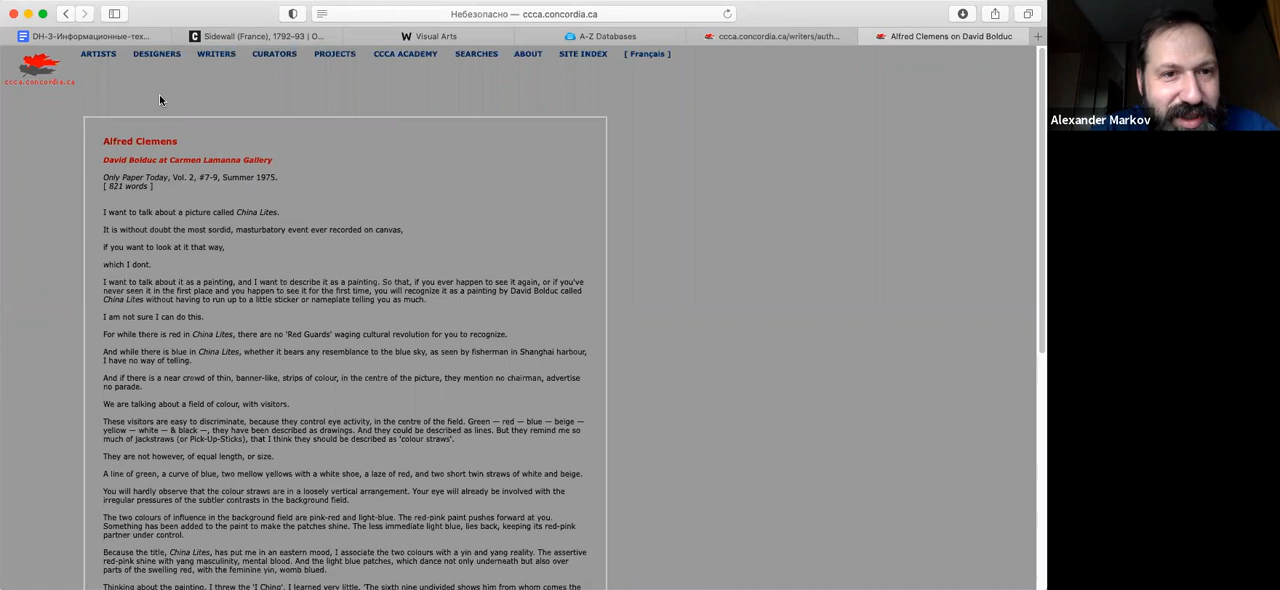 Небезопасно — ccca.concordia.ca
DH-3-Информационные-тех...
Sidewall (France), 1792–93 | O...
Visual Arts
A-Z Databases
ccca.concordia.ca/writers/auth...
Alfred Clemens on David Bolduc
ccca.concordia.ca
ARTISTS DESIGNERS WRITERS CURATORS PROJECTS CCCA ACADEMY SEARCHES ABOUT SITE INDEX [ Français ]
Alexander Markov
Alfred Clemens
David Bolduc at Carmen Lamanna Gallery
Only Paper Today, Vol. 2, #7-9, Summer 1975.
[ 821 words ]
I want to talk about a picture called China Lites.
It is without doubt the most sordid, masturbatory event ever recorded on canvas,
if you want to look at it that way,
which I dont.
I want to talk about it as a painting, and I want to describe it as a painting. So that, if you ever happen to see it again, or if you've
never seen it in the first place and you happen to see it for the first time, you will recognize it as a painting by David Bolduc called
China Lites without having to run up to a little sticker or nameplate telling you as much.
I am not sure I can do this.
For while there is red in China Lites, there are no 'Red Guards' waging cultural revolution for you to recognize.
And while there is blue in China Lites, whether it bears any resemblance to the blue sky, as seen by fisherman in Shanghai harbour,
I have no way of telling.
And if there is a near crowd of thin, banner-like, strips of colour, in the centre of the picture, they mention no chairman, advertise
no parade.
We are talking about a field of colour, with visitors.
These visitors are easy to discriminate, because they control eye activity, in the centre of the field. Green — red — blue — beige —
yellow — white — & black —, they have been described as drawings. And they could be described as lines. But they remind me so
much of jackstraws (or Pick-Up-Sticks), that I think they should be described as 'colour straws'.
They are not however, of equal length, or size.
A line of green, a curve of blue, two mellow yellows with a white shoe, a laze of red, and two short twin straws of white and beige.
You will hardly observe that the colour straws are in a loosely vertical arrangement. Your eye will already be involved with the
irregular pressures of the subtler contrasts in the background field.
The two colours of influence in the background field are pink-red and light-blue. The red-pink paint pushes forward at you.
Something has been added to the paint to make the patches shine. The less immediate light blue, lies back, keeping its red-pink
partner under control.
Because the title, China Lites, has put me in an eastern mood, I associate the two colours with a yin and yang reality. The assertive
red-pink shine with yang masculinity, mental blood. And the light blue patches, which dance not only underneath but also over
parts of the swelling red, with the feminine yin, womb blued.
Thinking about the painting, I threw the 'I Ching'. I learned very little. 'The sixth nine undivided shows him from whom comes the